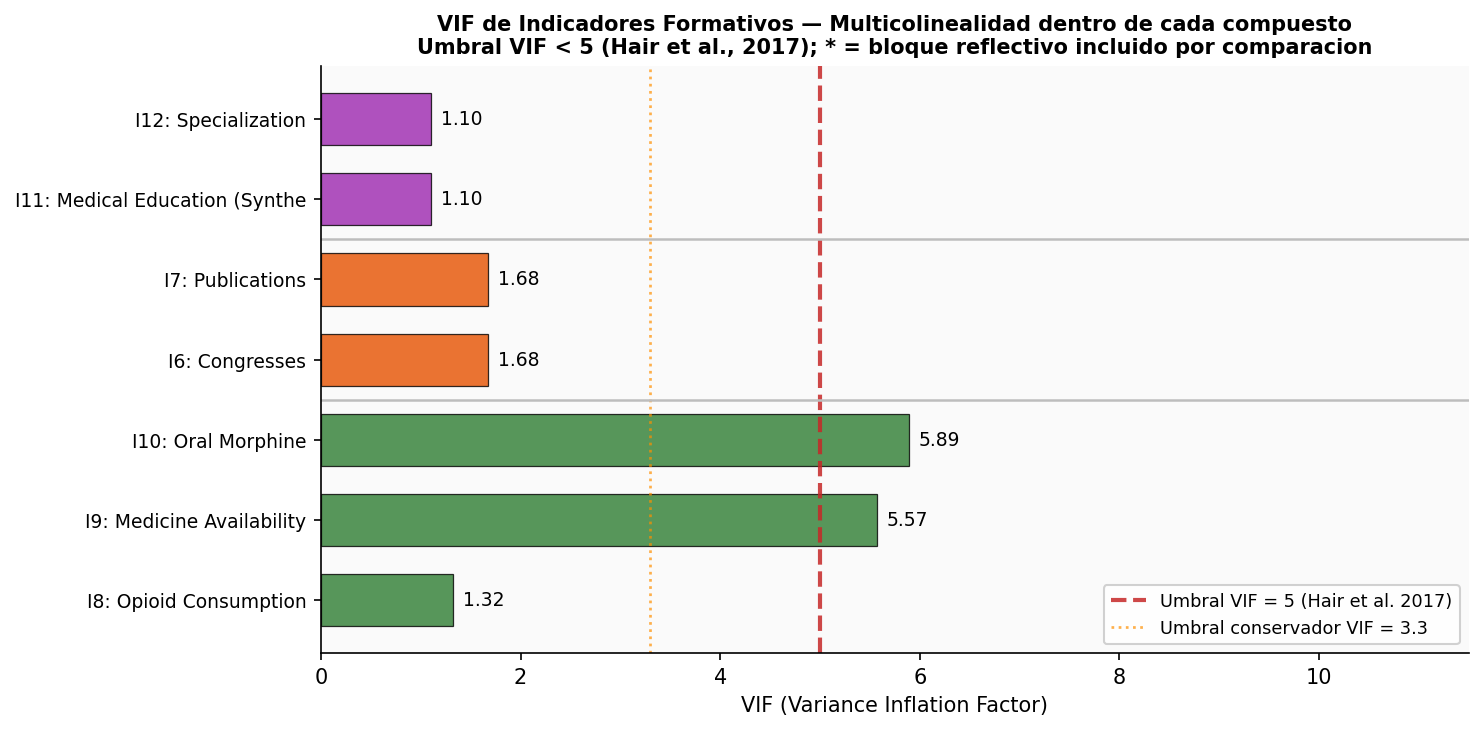 VIF de Indicadores Formativos — Multicolinealidad dentro de cada compuesto
Umbral VIF < 5 (Hair et al., 2017); * = bloque reflectivo incluido por comparacion
I12: Specialization
1.10
I11: Medical Education (Synthe
1.10
I7: Publications
1.68
I6: Congresses
1.68
I10: Oral Morphine
5.89
I9: Medicine Availability
5.57
I8: Opioid Consumption
1.32
Umbral VIF = 5 (Hair et al. 2017)
Umbral conservador VIF = 3.3
0 2 4 6 8 10
VIF (Variance Inflation Factor)